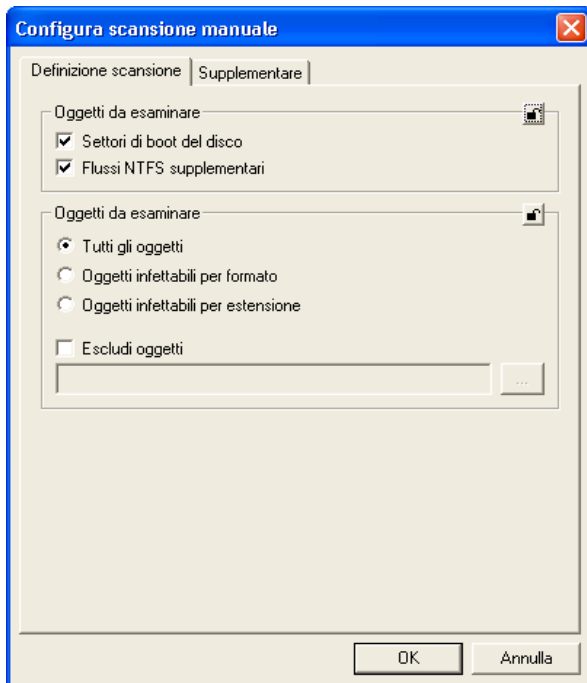 Configura scansione manuale
Definizione scansione
Supplementare
Oggetti da esaminare
Settori di boot del disco
Flussi NTFS supplementari
Oggetti da esaminare
Tutti gli oggetti
Oggetti infettabili per formato
Oggetti infettabili per estensione
Escludi oggetti
...
OK
Annulla